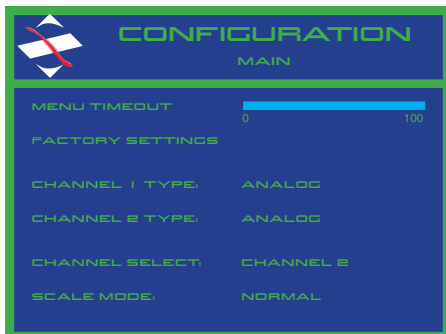 CONFIGURATION
MAIN
MENU TIMEOUT
0 100
FACTORY SETTINGS
CHANNEL 1 TYPE: ANALOG
CHANNEL 2 TYPE: ANALOG
CHANNEL SELECT: CHANNEL 2
SCALE MODE: NORMAL